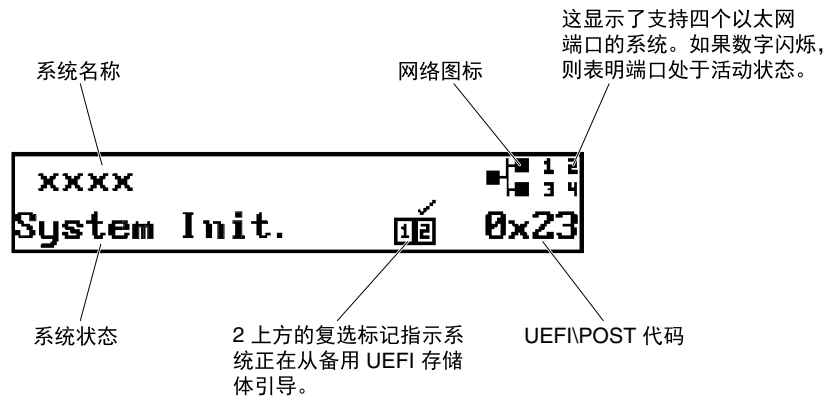 这显示了支持四个以太网
端口的系统。如果数字闪烁，
则表明端口处于活动状态。
系统名称
网络图标
xxxx
1 2
3 4
System Init.
1 2
0x23
系统状态
2 上方的复选标记指示系
统正在从备用 UEFI 存储
体引导。
UEFI\POST 代码